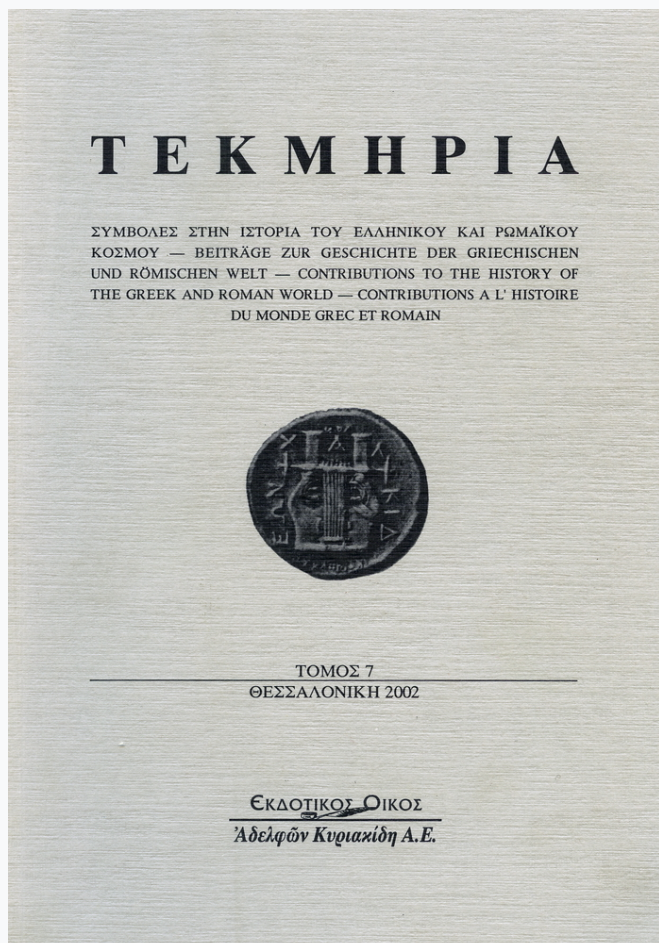 ΤΕΚΜΗΡΙΑ
ΣΥΜΒΟΛΕΣ ΣΤΗΝ ΙΣΤΟΡΙΑ ΤΟΥ ΕΛΛΗΝΙΚΟΥ ΚΑΙ ΡΩΜΑΪΚΟΥ
ΚΟΣΜΟΥ — BEITRÄGE ZUR GESCHICHTE DER GRIECHISCHEN
UND RÖMISCHEN WELT — CONTRIBUTIONS TO THE HISTORY OF
THE GREEK AND ROMAN WORLD — CONTRIBUTIONS A L' HISTOIRE
DU MONDE GREC ET ROMAIN
ΤΟΜΟΣ 7
ΘΕΣΣΑΛΟΝΙΚΗ 2002
ΕΚΔΟΤΙΚΟΣ ΟΙΚΟΣ
Ἀδελφῶν Κυριακίδη Α.Ε.